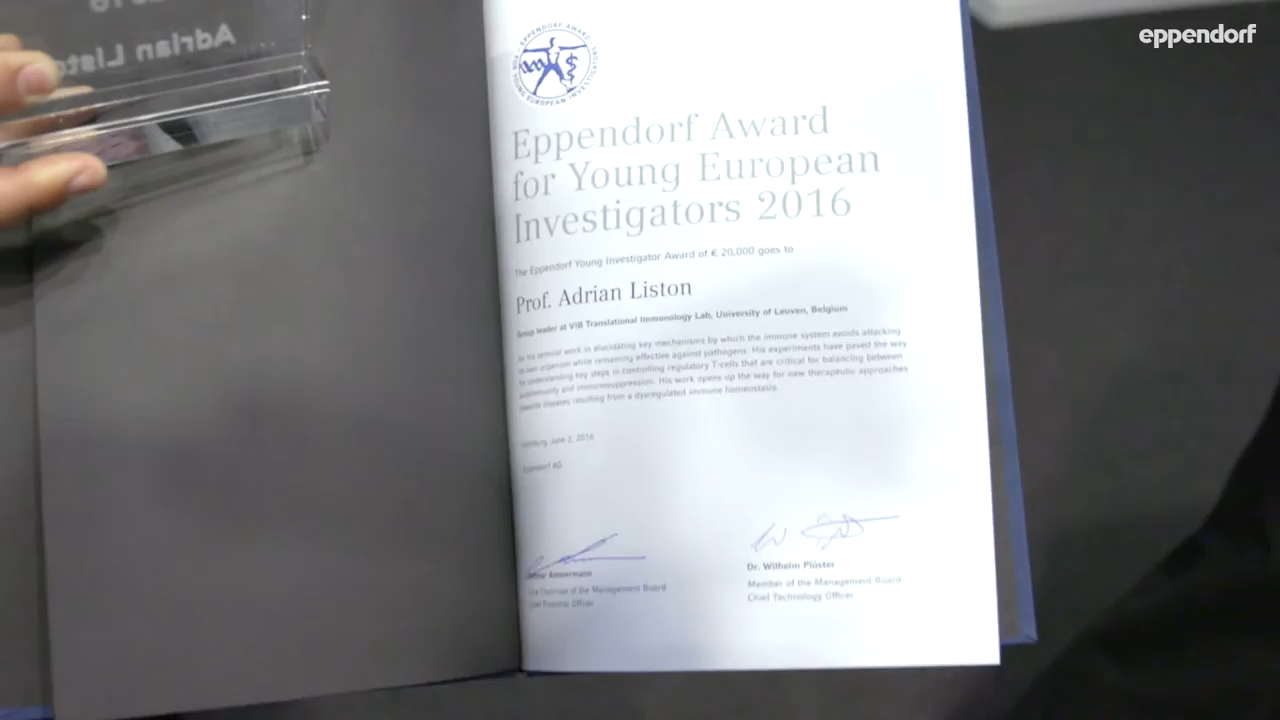 eppendorf
Adrian Listo
EPPENDORF AWARD FOR YOUNG EUROPEAN INVESTIGATORS
Eppendorf Award
for Young European
Investigators 2016
The Eppendorf Young Investigator Award of € 20,000 goes to
Prof. Adrian Liston
Group leader at VIB Translational Immunology Lab, University of Leuven, Belgium
for his seminal work in elucidating key mechanisms by which the immune system avoids attacking
its own organism while remaining effective against pathogens. His experiments have paved the way
for understanding key steps in controlling regulatory T-cells that are critical for balancing between
autoimmunity and immunosuppression. His work opens up the way for new therapeutic approaches
towards diseases resulting from a dysregulated immune homeostasis.
Hamburg, June 2, 2016
Eppendorf AG
Ammermann
Chairman of the Management Board
Chief Financial Officer
Dr. Wilhelm Plüster
Member of the Management Board
Chief Technology Officer